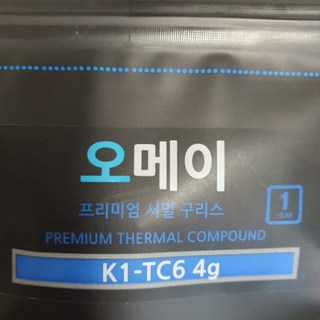 오메이
프리미엄 서멀 구리스
1
YEAR
PREMIUM THERMAL COMPOUND
K1-TC6 4g